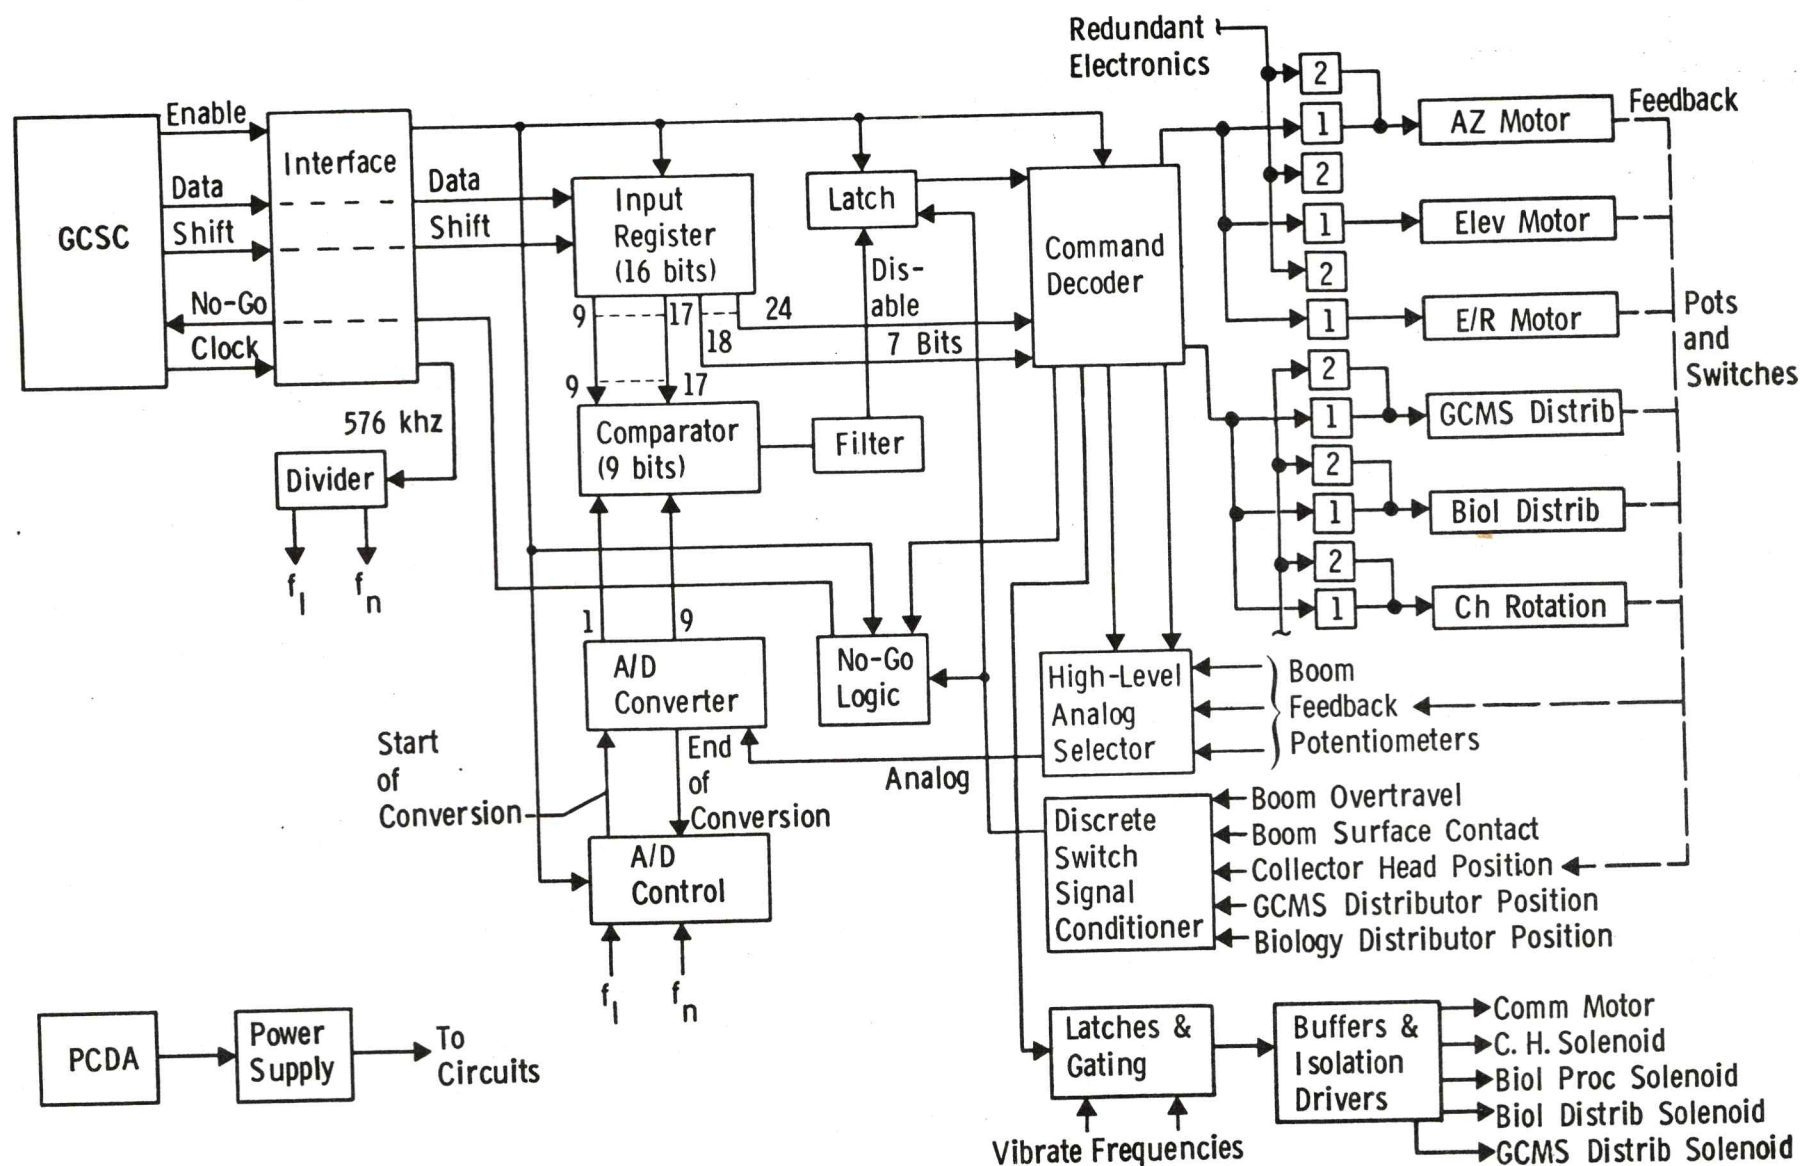 Redundant
Electronics
2
1
AZ Motor
Feedback
2
1
Elev Motor
2
1
E/R Motor
Pots
and
Switches
2
1
GCMS Distrib
2
1
Biol Distrib
2
1
Ch Rotation
GCSC
Enable
Data
Shift
No-Go
Clock
Interface
Data
Shift
576 khz
Divider
f1
fn
Input
Register
(16 bits)
9
17
18
24
7 Bits
9
17
Comparator
(9 bits)
Filter
Dis-
able
Latch
Command
Decoder
1
9
A/D
Converter
No-Go
Logic
High-Level
Analog
Selector
Boom
Feedback
Potentiometers
Start
of
Conversion
End
of
Conversion
Analog
A/D
Control
f1
fn
Discrete
Switch
Signal
Conditioner
Boom Overtravel
Boom Surface Contact
Collector Head Position
GCMS Distributor Position
Biology Distributor Position
PCDA
Power
Supply
To
Circuits
Latches &
Gating
Vibrate Frequencies
Buffers &
Isolation
Drivers
Comm Motor
C. H. Solenoid
Biol Proc Solenoid
Biol Distrib Solenoid
GCMS Distrib Solenoid